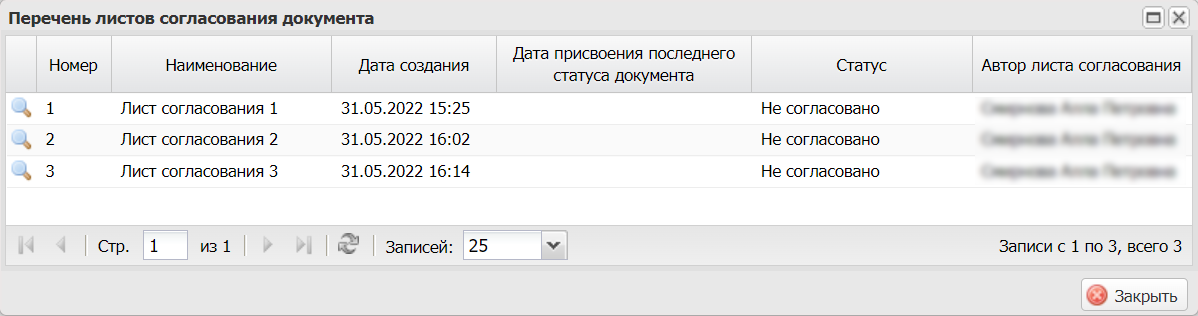 Перечень листов согласования документа
Номер Наименование Дата создания Дата присвоения последнего статуса документа Статус Автор листа согласования
1 Лист согласования 1 31.05.2022 15:25 Не согласовано
2 Лист согласования 2 31.05.2022 16:02 Не согласовано
3 Лист согласования 3 31.05.2022 16:14 Не согласовано
Стр. 1 из 1 Записей: 25 Записи с 1 по 3, всего 3
Закрыть